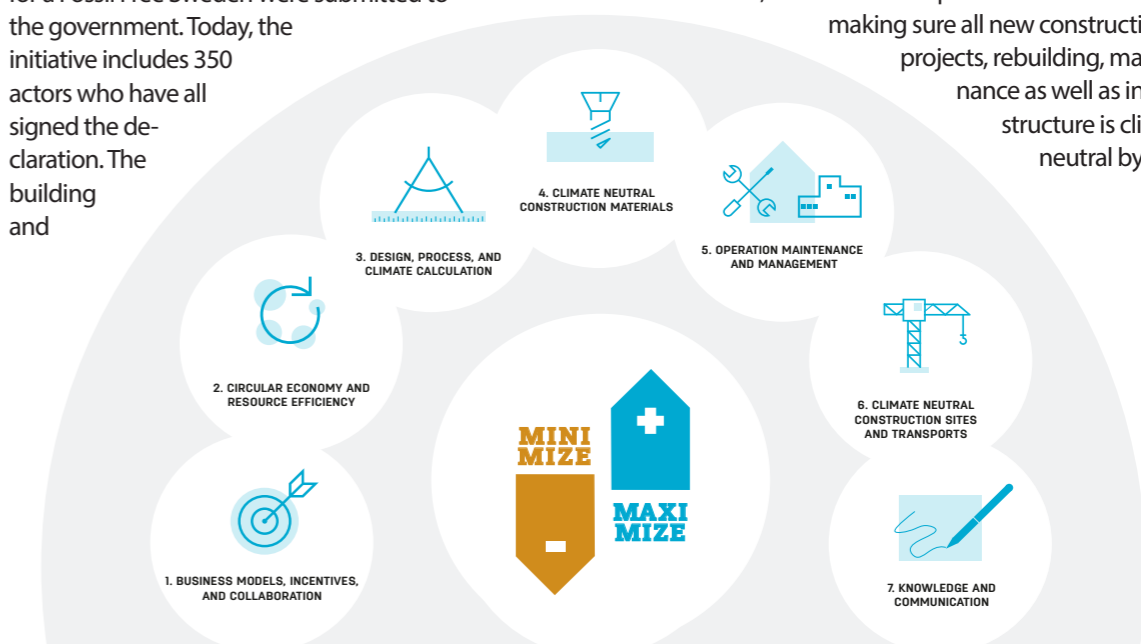 the government. Today, the
initiative includes 350
actors who have all
signed the de-
claration. The
building
and
making sure all new constructi
projects, rebuilding, ma
nance as well as in
structure is cli
neutral by
4. CLIMATE NEUTRAL
CONSTRUCTION MATERIALS
3. DESIGN, PROCESS, AND
CLIMATE CALCULATION
5. OPERATION MAINTENANCE
AND MANAGEMENT
2. CIRCULAR ECONOMY AND
RESOURCE EFFICIENCY
6. CLIMATE NEUTRAL
CONSTRUCTION SITES
AND TRANSPORTS
MINI
MIZE
MAXI
MIZE
1. BUSINESS MODELS, INCENTIVES,
AND COLLABORATION
7. KNOWLEDGE AND
COMMUNICATION